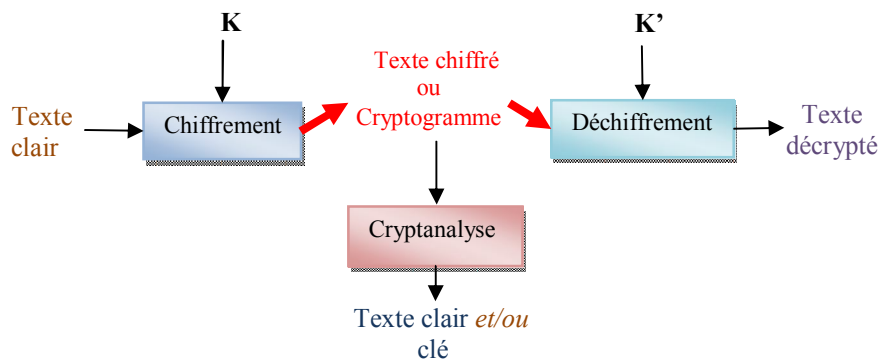 K
K’
Texte chiffré
ou
Cryptogramme
Texte
clair
Chiffrement
Déchiffrement
Texte
décrypté
Cryptanalyse
Texte clair et/ou
clé